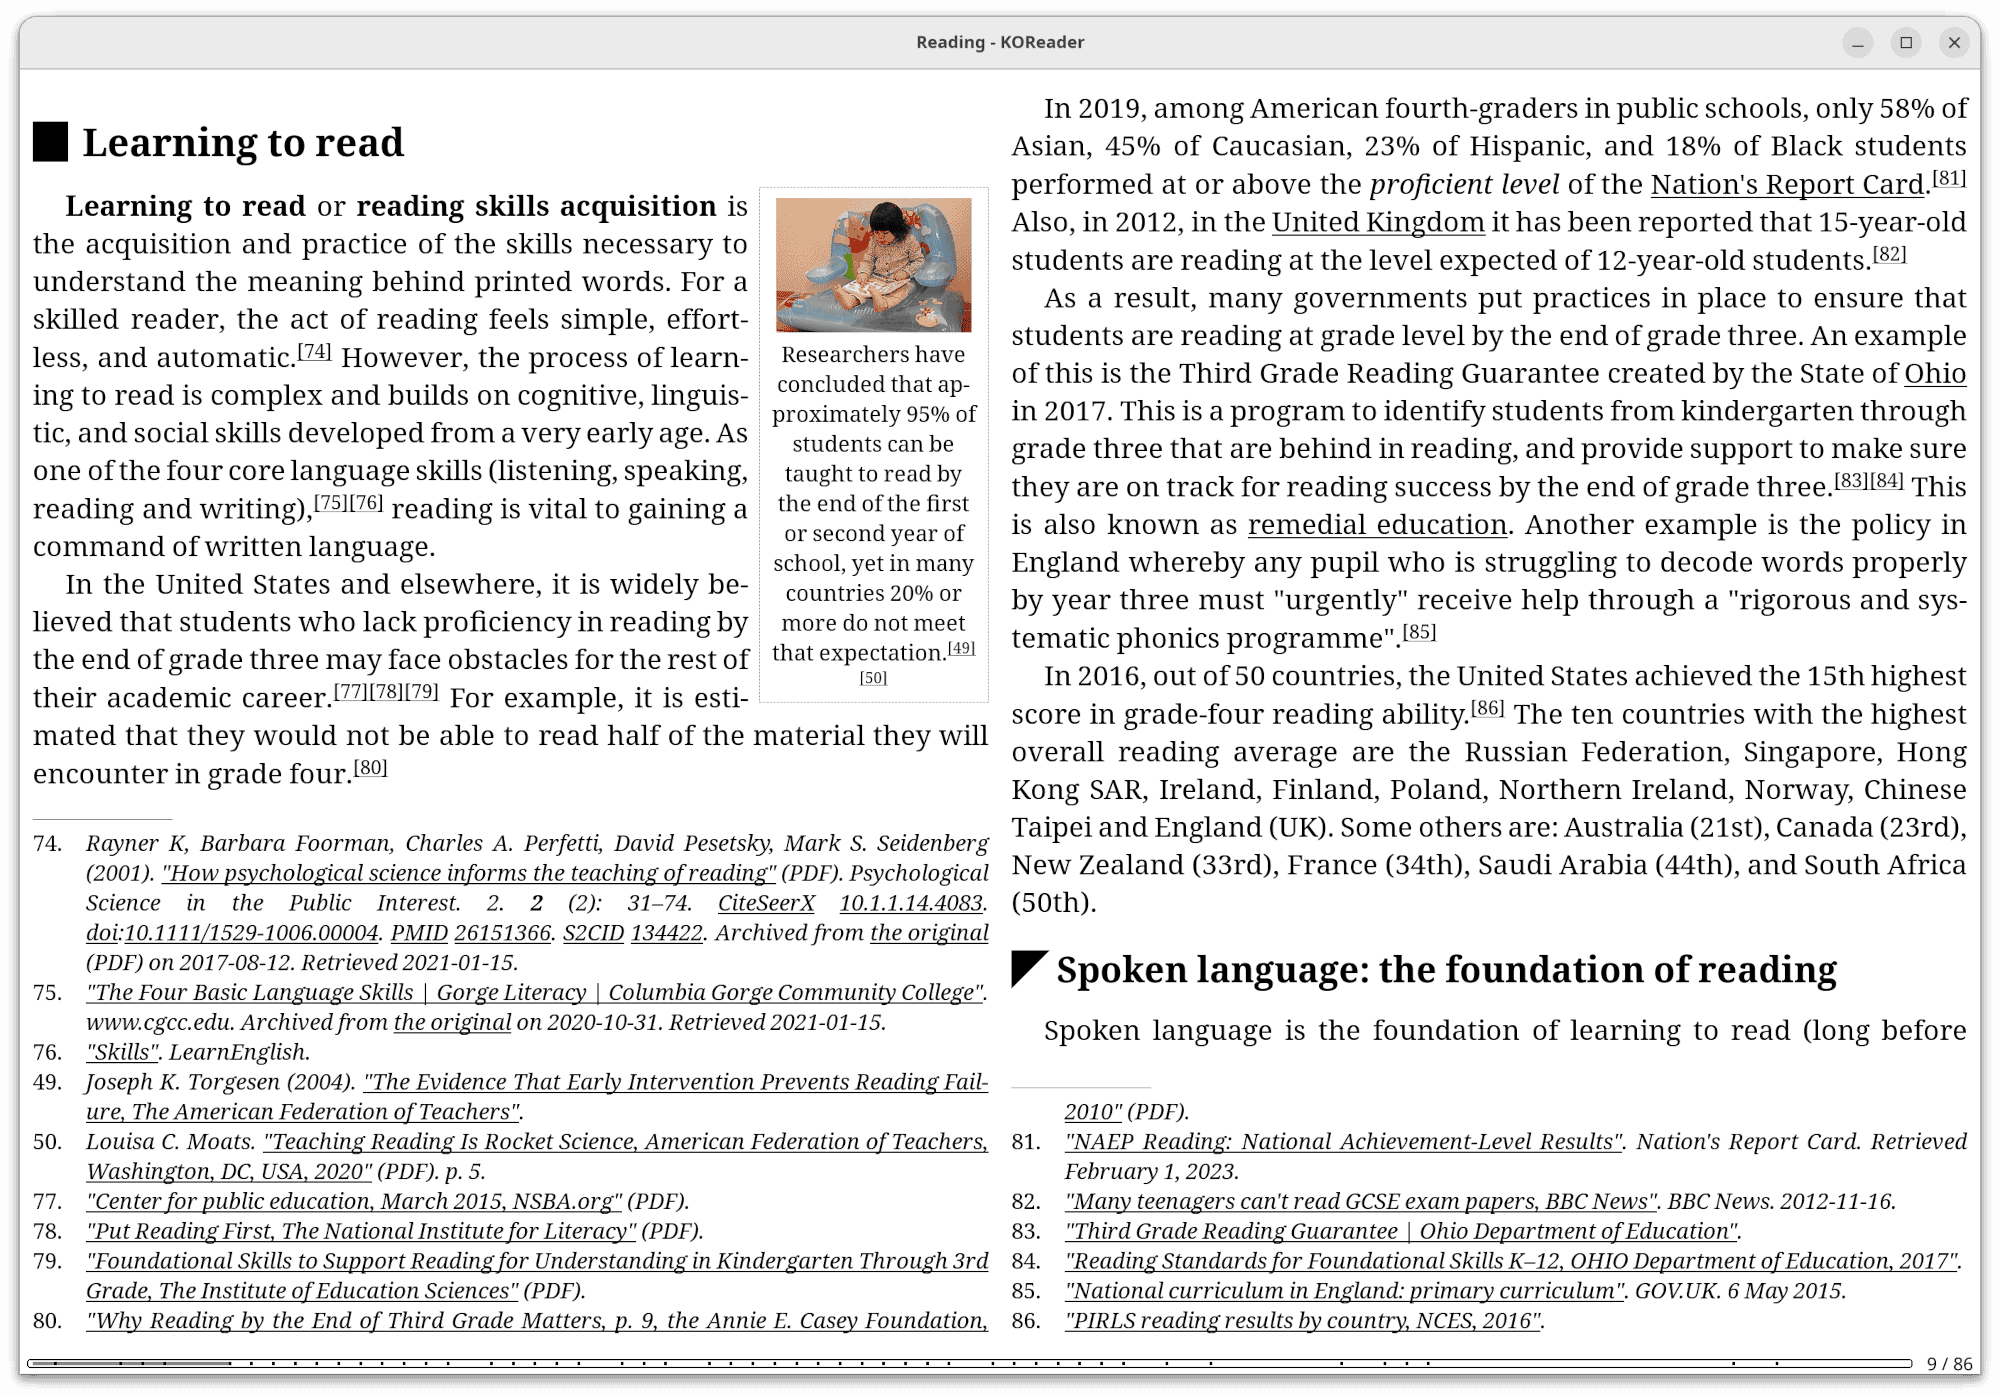 Reading - KOReader
Learning to read
Learning to read or reading skills acquisition is
the acquisition and practice of the skills necessary to
understand the meaning behind printed words. For a
skilled reader, the act of reading feels simple, effort-
less, and automatic.[74] However, the process of learn-
ing to read is complex and builds on cognitive, linguis-
tic, and social skills developed from a very early age. As
one of the four core language skills (listening, speaking,
reading and writing),[75][76] reading is vital to gaining a
command of written language.
In the United States and elsewhere, it is widely be-
lieved that students who lack proficiency in reading by
the end of grade three may face obstacles for the rest of
their academic career.[77][78][79] For example, it is esti-
mated that they would not be able to read half of the material they will
encounter in grade four.[80]
Researchers have
concluded that ap-
proximately 95% of
students can be
taught to read by
the end of the first
or second year of
school, yet in many
countries 20% or
more do not meet
that expectation.[49]
[50]
74. Rayner K, Barbara Foorman, Charles A. Perfetti, David Pesetsky, Mark S. Seidenberg
(2001). "How psychological science informs the teaching of reading" (PDF). Psychological
Science in the Public Interest. 2. 2 (2): 31–74. CiteSeerX 10.1.1.14.4083.
doi:10.1111/1529-1006.00004. PMID 26151366. S2CID 134422. Archived from the original
(PDF) on 2017-08-12. Retrieved 2021-01-15.
75. "The Four Basic Language Skills | Gorge Literacy | Columbia Gorge Community College".
www.cgcc.edu. Archived from the original on 2020-10-31. Retrieved 2021-01-15.
76. "Skills". LearnEnglish.
49. Joseph K. Torgesen (2004). "The Evidence That Early Intervention Prevents Reading Fail-
ure, The American Federation of Teachers".
50. Louisa C. Moats. "Teaching Reading Is Rocket Science, American Federation of Teachers,
Washington, DC, USA, 2020" (PDF). p. 5.
77. "Center for public education, March 2015, NSBA.org" (PDF).
78. "Put Reading First, The National Institute for Literacy" (PDF).
79. "Foundational Skills to Support Reading for Understanding in Kindergarten Through 3rd
Grade, The Institute of Education Sciences" (PDF).
80. "Why Reading by the End of Third Grade Matters, p. 9, the Annie E. Casey Foundation,
In 2019, among American fourth-graders in public schools, only 58% of
Asian, 45% of Caucasian, 23% of Hispanic, and 18% of Black students
performed at or above the proficient level of the Nation's Report Card.[81]
Also, in 2012, in the United Kingdom it has been reported that 15-year-old
students are reading at the level expected of 12-year-old students.[82]
As a result, many governments put practices in place to ensure that
students are reading at grade level by the end of grade three. An example
of this is the Third Grade Reading Guarantee created by the State of Ohio
in 2017. This is a program to identify students from kindergarten through
grade three that are behind in reading, and provide support to make sure
they are on track for reading success by the end of grade three.[83][84] This
is also known as remedial education. Another example is the policy in
England whereby any pupil who is struggling to decode words properly
by year three must "urgently" receive help through a "rigorous and sys-
tematic phonics programme".[85]
In 2016, out of 50 countries, the United States achieved the 15th highest
score in grade-four reading ability.[86] The ten countries with the highest
overall reading average are the Russian Federation, Singapore, Hong
Kong SAR, Ireland, Finland, Poland, Northern Ireland, Norway, Chinese
Taipei and England (UK). Some others are: Australia (21st), Canada (23rd),
New Zealand (33rd), France (34th), Saudi Arabia (44th), and South Africa
(50th).
Spoken language: the foundation of reading
Spoken language is the foundation of learning to read (long before
2010" (PDF).
81. "NAEP Reading: National Achievement-Level Results". Nation's Report Card. Retrieved
February 1, 2023.
82. "Many teenagers can't read GCSE exam papers, BBC News". BBC News. 2012-11-16.
83. "Third Grade Reading Guarantee | Ohio Department of Education".
84. "Reading Standards for Foundational Skills K–12, OHIO Department of Education, 2017".
85. "National curriculum in England: primary curriculum". GOV.UK. 6 May 2015.
86. "PIRLS reading results by country, NCES, 2016".
9 / 86